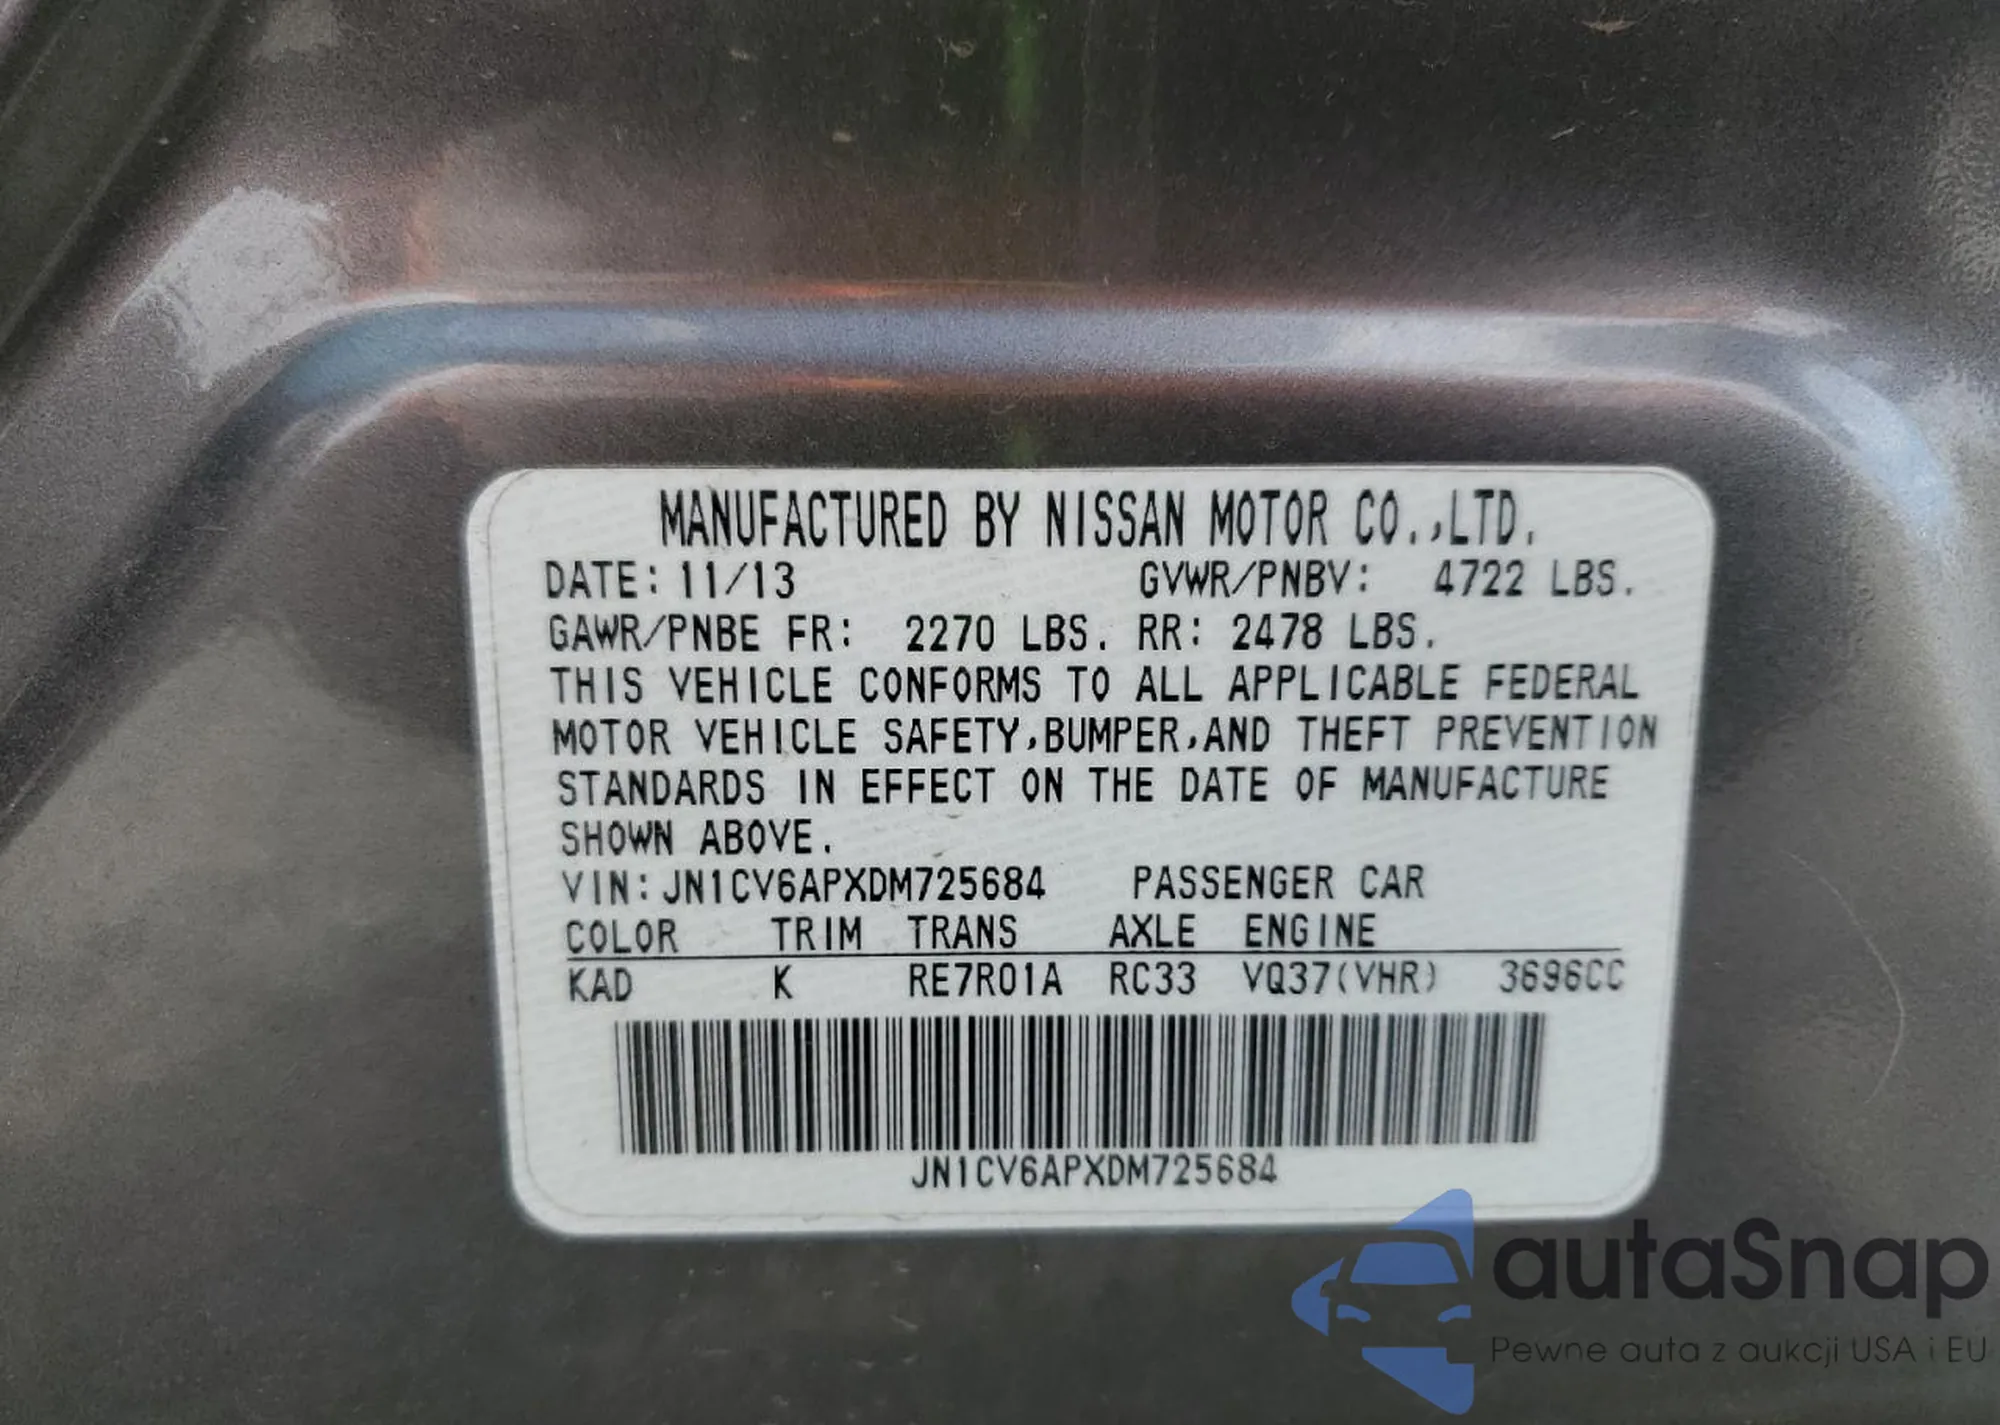 MANUFACTURED BY NISSAN MOTOR CO.,LTD.
DATE: 11/13 GVWR/PNBV: 4722 LBS.
GAWR/PNBE FR: 2270 LBS. RR: 2478 LBS.
THIS VEHICLE CONFORMS TO ALL APPLICABLE FEDERAL
MOTOR VEHICLE SAFETY,BUMPER,AND THEFT PREVENTION
STANDARDS IN EFFECT ON THE DATE OF MANUFACTURE
SHOWN ABOVE.
VIN: JN1CV6APXDM725684 PASSENGER CAR
COLOR TRIM TRANS AXLE ENGINE
KAD K RE7R01A RC33 VQ37(VHR) 3696CC
JN1CV6APXDM725684
autaSnap
Pewne auta z aukcji USA i EU